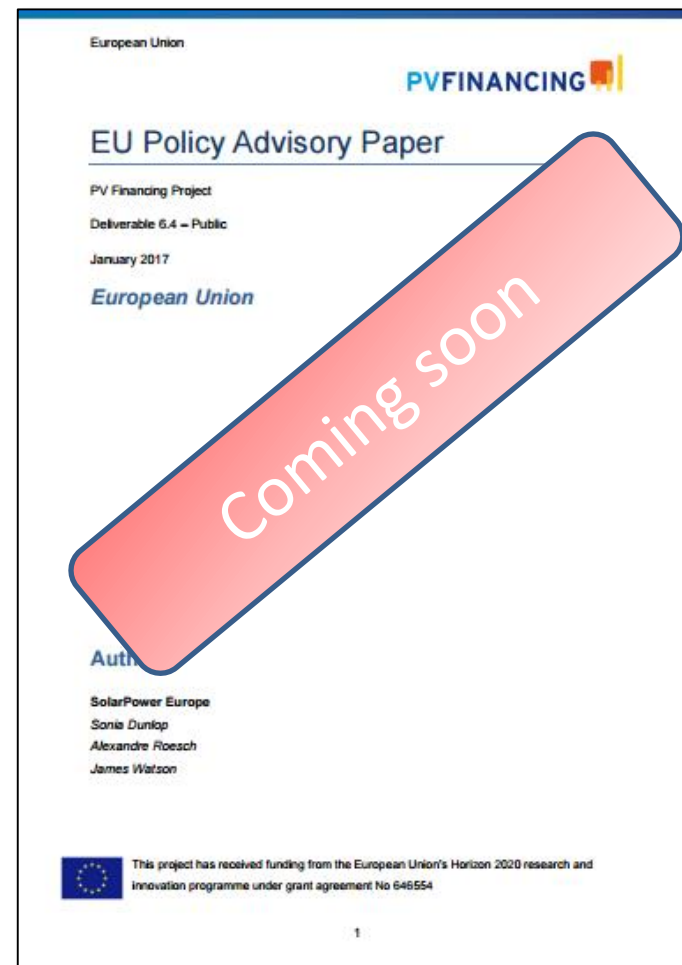 European Union
PVFINANCING
EU Policy Advisory Paper
PV Financing Project
Deliverable 6.4 – Public
January 2017
European Union
Coming soon
Auth
SolarPower Europe
Sonia Dunlop
Alexandre Roesch
James Watson
This project has received funding from the European Union's Horizon 2020 research and
innovation programme under grant agreement No 646554
1